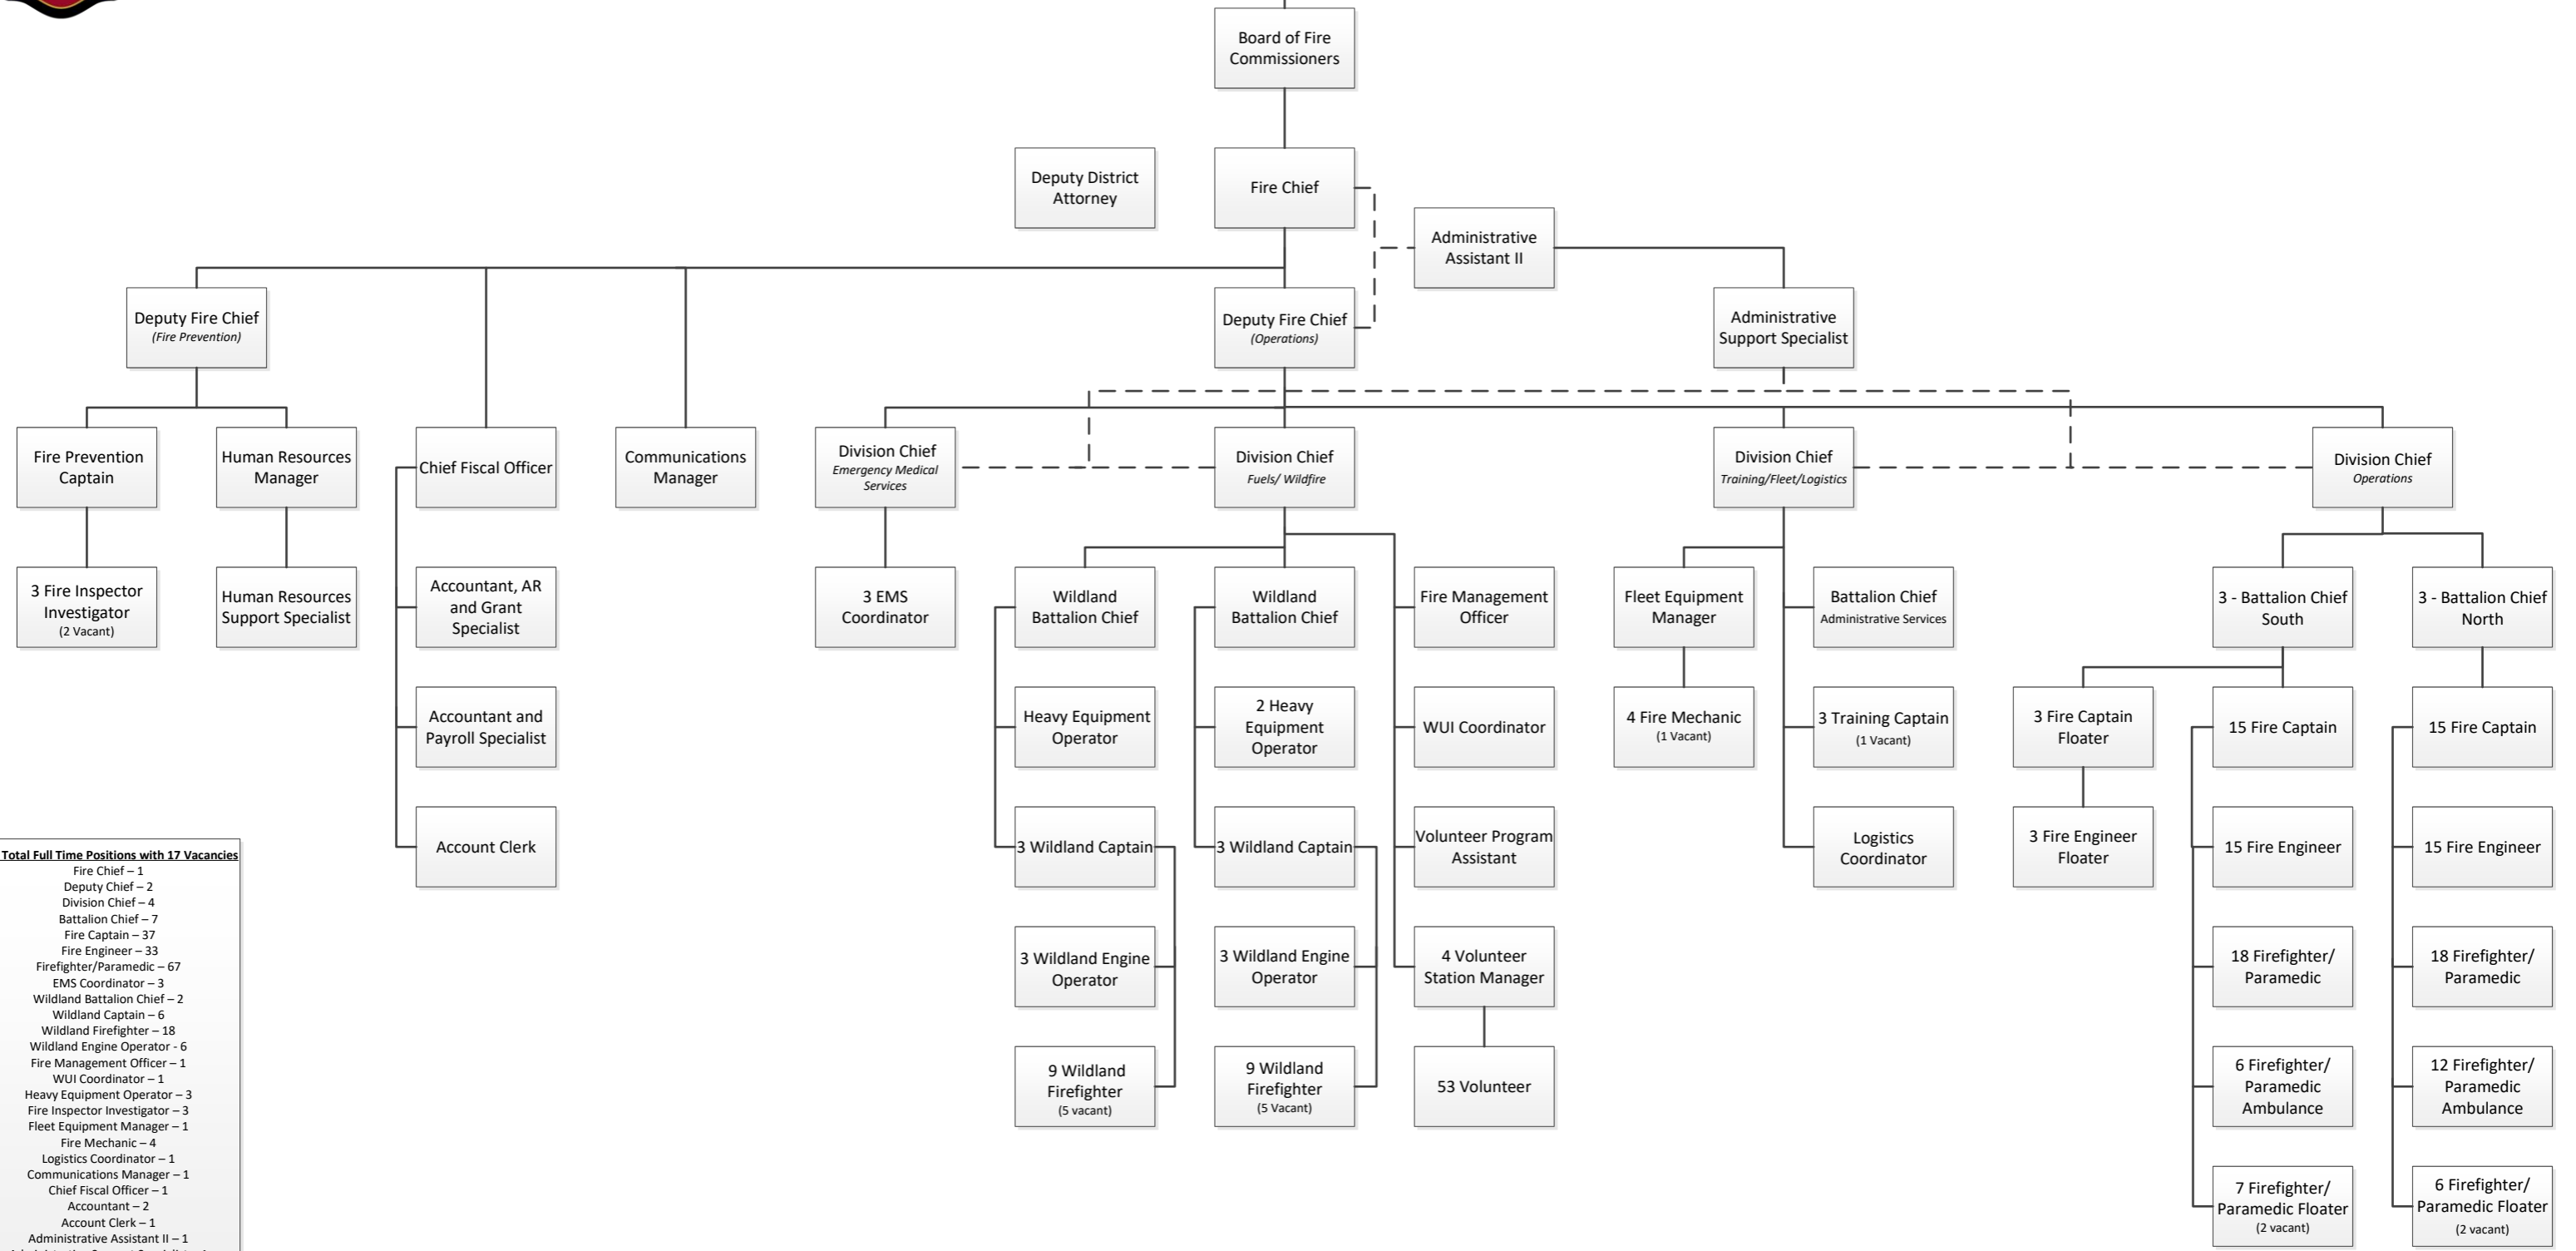 Board of Fire
Commissioners
Deputy District
Attorney
Fire Chief
Administrative
Assistant II
Deputy Fire Chief
(Fire Prevention)
Deputy Fire Chief
(Operations)
Administrative
Support Specialist
Fire Prevention
Captain
Human Resources
Manager
Chief Fiscal Officer
Communications
Manager
Division Chief
Emergency Medical
Services
Division Chief
Fuels/ Wildfire
Division Chief
Training/Fleet/Logistics
Division Chief
Operations
3 Fire Inspector
Investigator
(2 Vacant)
Human Resources
Support Specialist
Accountant, AR
and Grant
Specialist
3 EMS
Coordinator
Wildland
Battalion Chief
Wildland
Battalion Chief
Fire Management
Officer
Fleet Equipment
Manager
Battalion Chief
Administrative Services
3 - Battalion Chief
South
3 - Battalion Chief
North
Accountant and
Payroll Specialist
Heavy Equipment
Operator
2 Heavy
Equipment
Operator
WUI Coordinator
4 Fire Mechanic
(1 Vacant)
3 Training Captain
(1 Vacant)
3 Fire Captain
Floater
15 Fire Captain
15 Fire Captain
Account Clerk
3 Wildland Captain
3 Wildland Captain
Volunteer Program
Assistant
Logistics
Coordinator
3 Fire Engineer
Floater
15 Fire Engineer
15 Fire Engineer
3 Wildland Engine
Operator
3 Wildland Engine
Operator
4 Volunteer
Station Manager
18 Firefighter/
Paramedic
18 Firefighter/
Paramedic
9 Wildland
Firefighter
(5 vacant)
9 Wildland
Firefighter
(5 Vacant)
53 Volunteer
6 Firefighter/
Paramedic
Ambulance
12 Firefighter/
Paramedic
Ambulance
7 Firefighter/
Paramedic Floater
(2 vacant)
6 Firefighter/
Paramedic Floater
(2 vacant)
Total Full Time Positions with 17 Vacancies
Fire Chief – 1
Deputy Chief – 2
Division Chief – 4
Battalion Chief – 7
Fire Captain – 37
Fire Engineer – 33
Firefighter/Paramedic – 67
EMS Coordinator – 3
Wildland Battalion Chief – 2
Wildland Captain – 6
Wildland Firefighter – 18
Wildland Engine Operator - 6
Fire Management Officer – 1
WUI Coordinator – 1
Heavy Equipment Operator – 3
Fire Inspector Investigator – 3
Fleet Equipment Manager – 1
Fire Mechanic – 4
Logistics Coordinator – 1
Communications Manager – 1
Chief Fiscal Officer – 1
Accountant – 2
Account Clerk – 1
Administrative Assistant II – 1